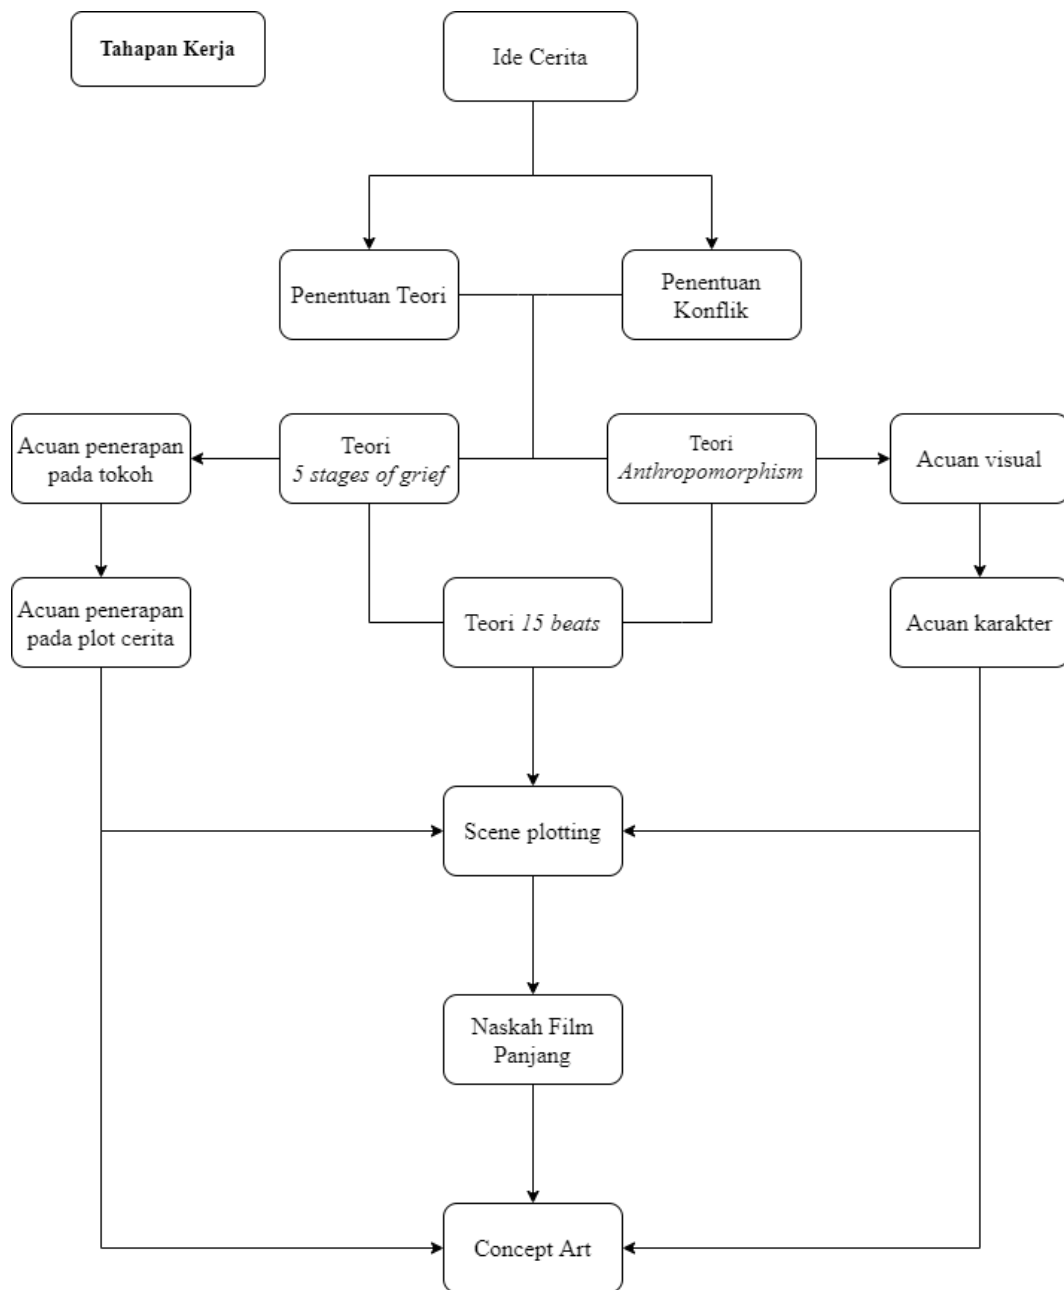 Tahapan Kerja
Ide Cerita
Penentuan Teori
Penentuan
Konflik
Acuan penerapan
pada tokoh
Teori
5 stages of grief
Teori
Anthropomorphism
Acuan visual
Acuan penerapan
pada plot cerita
Teori 15 beats
Acuan karakter
Scene plotting
Naskah Film
Panjang
Concept Art